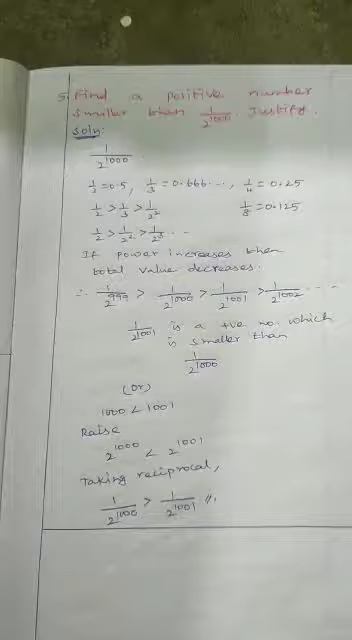 5. Find a positive number
smaller than 1/2^1000. Justify.
Soln:
1/2^1000
1/2 = 0.5, 1/3 = 0.666..., 1/4 = 0.25
1/2 > 1/3 > 1/2^2    1/8 = 0.125
1/2 > 1/2^2 > 1/2^3 ...
If power increases then
total value decreases.
∴ 1/2^999 > 1/2^1000 > 1/2^1001 > 1/2^1002 ...
1/2^1001 is a +ve no. which
is smaller than
1/2^1000
(Or)
1000 < 1001
Raise
2^1000 < 2^1001
Taking reciprocal,
1/2^1000 > 1/2^1001 //.